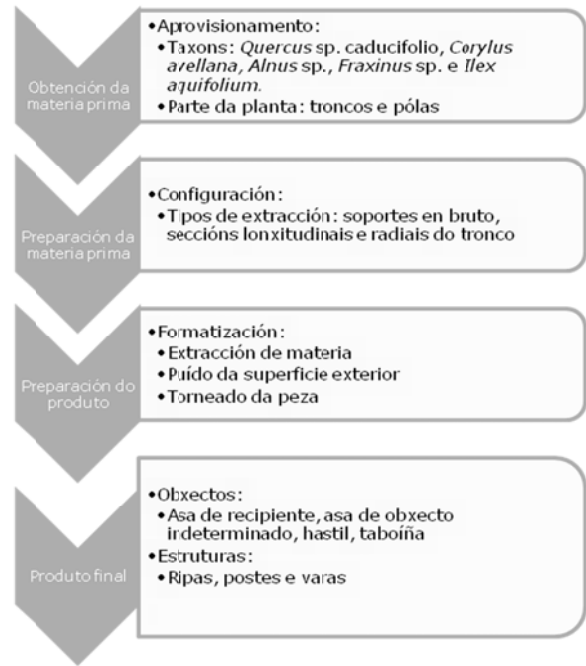 Obtención da
materia prima
•Aprovisionamento:
•Taxons: Quercus sp. caducifolio, Corylus
avellana, Alnus sp., Fraxinus sp. e Ilex
aquifolium.
•Parte da planta: troncos e pólas
Preparación da
materia prima
•Configuración:
•Tipos de extracción: soportes en bruto,
seccións lonxitudinais e radiais do tronco
Preparación do
produto
•Formatización:
•Extracción de materia
•Puído da superficie exterior
•Torneado da peza
Produto final
•Obxectos:
•Asa de recipiente, asa de obxecto
indeterminado, hastil, taboíña
•Estruturas:
•Ripas, postes e varas